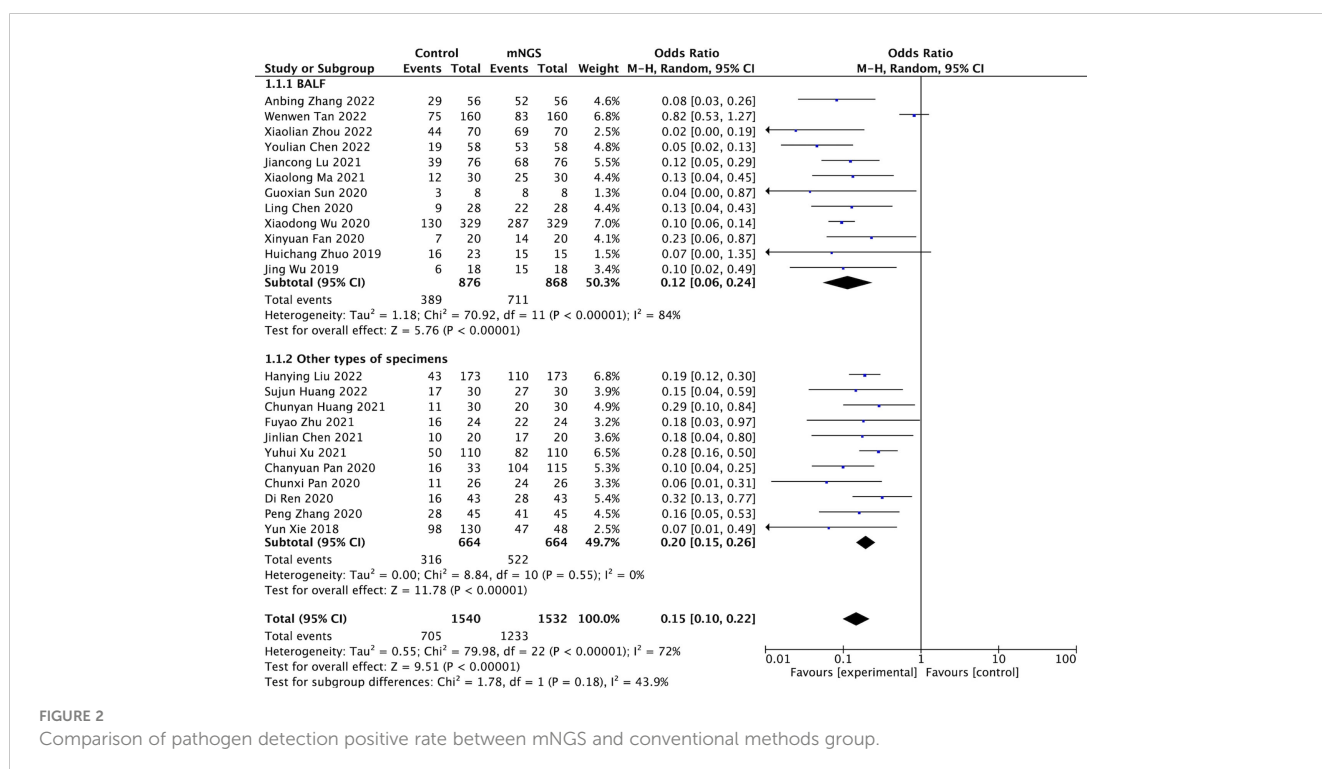 Control mNGS Odds Ratio Odds Ratio
Study or Subgroup Events Total Events Total Weight M-H, Random, 95% CI M-H, Random, 95% CI
1.1.1 BALF
Anbing Zhang 2022 29 56 52 56 4.6% 0.08 [0.03, 0.26]
Wenwen Tan 2022 75 160 83 160 6.8% 0.82 [0.53, 1.27]
Xiaolian Zhou 2022 44 70 69 70 2.5% 0.02 [0.00, 0.19]
Youlian Chen 2022 19 58 53 58 4.8% 0.05 [0.02, 0.13]
Jiancong Lu 2021 39 76 68 76 5.5% 0.12 [0.05, 0.29]
Xiaolong Ma 2021 12 30 25 30 4.4% 0.13 [0.04, 0.45]
Guoxian Sun 2020 3 8 8 8 1.3% 0.04 [0.00, 0.87]
Ling Chen 2020 9 28 22 28 4.4% 0.13 [0.04, 0.43]
Xiaodong Wu 2020 130 329 287 329 7.0% 0.10 [0.06, 0.14]
Xinyuan Fan 2020 7 20 14 20 4.1% 0.23 [0.06, 0.87]
Huichang Zhuo 2019 16 23 15 15 1.5% 0.07 [0.00, 1.35]
Jing Wu 2019 6 18 15 18 3.4% 0.10 [0.02, 0.49]
Subtotal (95% CI) 876 868 50.3% 0.12 [0.06, 0.24]
Total events 389 711
Heterogeneity: Tau² = 1.18; Chi² = 70.92, df = 11 (P < 0.00001); I² = 84%
Test for overall effect: Z = 5.76 (P < 0.00001)
1.1.2 Other types of specimens
Hanying Liu 2022 43 173 110 173 6.8% 0.19 [0.12, 0.30]
Sujun Huang 2022 17 30 27 30 3.9% 0.15 [0.04, 0.59]
Chunyan Huang 2021 11 30 20 30 4.9% 0.29 [0.10, 0.84]
Fuyao Zhu 2021 16 24 22 24 3.2% 0.18 [0.03, 0.97]
Jinlian Chen 2021 10 20 17 20 3.6% 0.18 [0.04, 0.80]
Yuhui Xu 2021 50 110 82 110 6.5% 0.28 [0.16, 0.50]
Chanyuan Pan 2020 16 33 104 115 5.3% 0.10 [0.04, 0.25]
Chunxi Pan 2020 11 26 24 26 3.3% 0.06 [0.01, 0.31]
Di Ren 2020 16 43 28 43 5.4% 0.32 [0.13, 0.77]
Peng Zhang 2020 28 45 41 45 4.5% 0.16 [0.05, 0.53]
Yun Xie 2018 98 130 47 48 2.5% 0.07 [0.01, 0.49]
Subtotal (95% CI) 664 664 49.7% 0.20 [0.15, 0.26]
Total events 316 522
Heterogeneity: Tau² = 0.00; Chi² = 8.84, df = 10 (P = 0.55); I² = 0%
Test for overall effect: Z = 11.78 (P < 0.00001)
Total (95% CI) 1540 1532 100.0% 0.15 [0.10, 0.22]
Total events 705 1233
Heterogeneity: Tau² = 0.55; Chi² = 79.98, df = 22 (P < 0.00001); I² = 72%
Test for overall effect: Z = 9.51 (P < 0.00001)
Test for subgroup differences: Chi² = 1.78, df = 1 (P = 0.18), I² = 43.9%
0.01 0.1 1 10 100
Favours [experimental] Favours [control]
FIGURE 2
Comparison of pathogen detection positive rate between mNGS and conventional methods group.